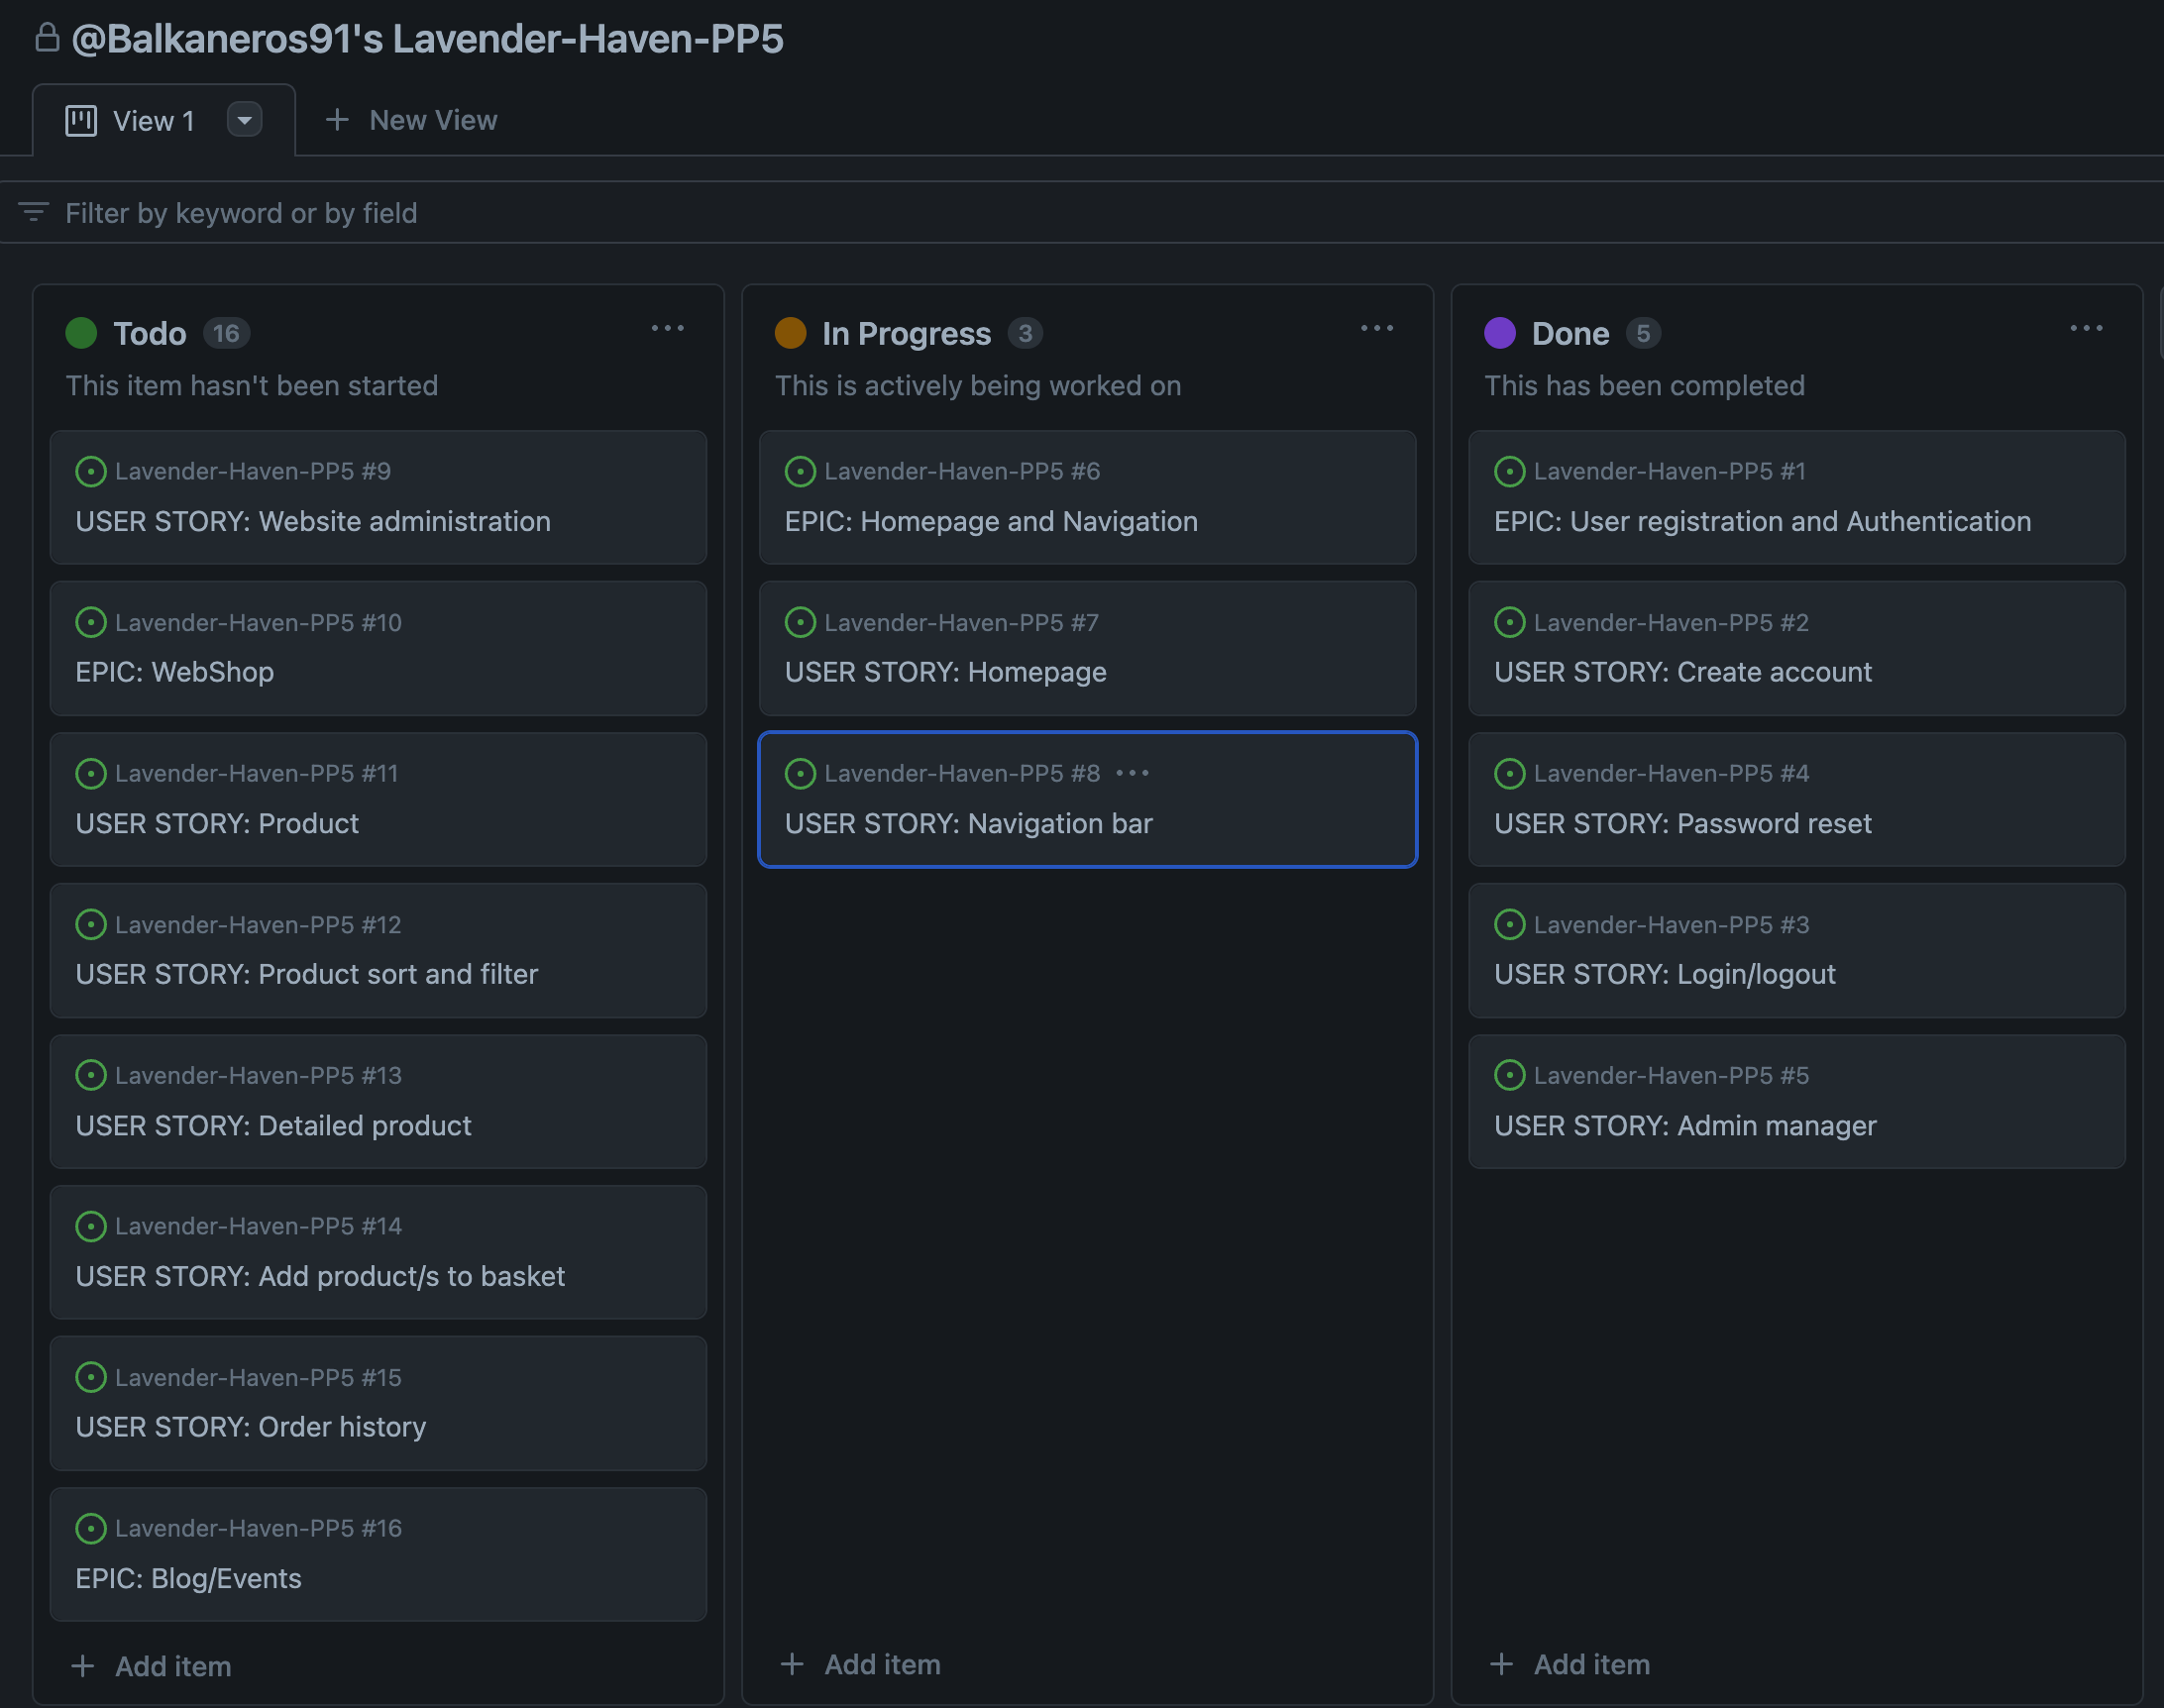 @Balkaneros91's Lavender-Haven-PP5
View 1
New View
Filter by keyword or by field
Todo 16
This item hasn't been started
Lavender-Haven-PP5 #9
USER STORY: Website administration
Lavender-Haven-PP5 #10
EPIC: WebShop
Lavender-Haven-PP5 #11
USER STORY: Product
Lavender-Haven-PP5 #12
USER STORY: Product sort and filter
Lavender-Haven-PP5 #13
USER STORY: Detailed product
Lavender-Haven-PP5 #14
USER STORY: Add product/s to basket
Lavender-Haven-PP5 #15
USER STORY: Order history
Lavender-Haven-PP5 #16
EPIC: Blog/Events
Add item
In Progress 3
This is actively being worked on
Lavender-Haven-PP5 #6
EPIC: Homepage and Navigation
Lavender-Haven-PP5 #7
USER STORY: Homepage
Lavender-Haven-PP5 #8
USER STORY: Navigation bar
Add item
Done 5
This has been completed
Lavender-Haven-PP5 #1
EPIC: User registration and Authentication
Lavender-Haven-PP5 #2
USER STORY: Create account
Lavender-Haven-PP5 #4
USER STORY: Password reset
Lavender-Haven-PP5 #3
USER STORY: Login/logout
Lavender-Haven-PP5 #5
USER STORY: Admin manager
Add item